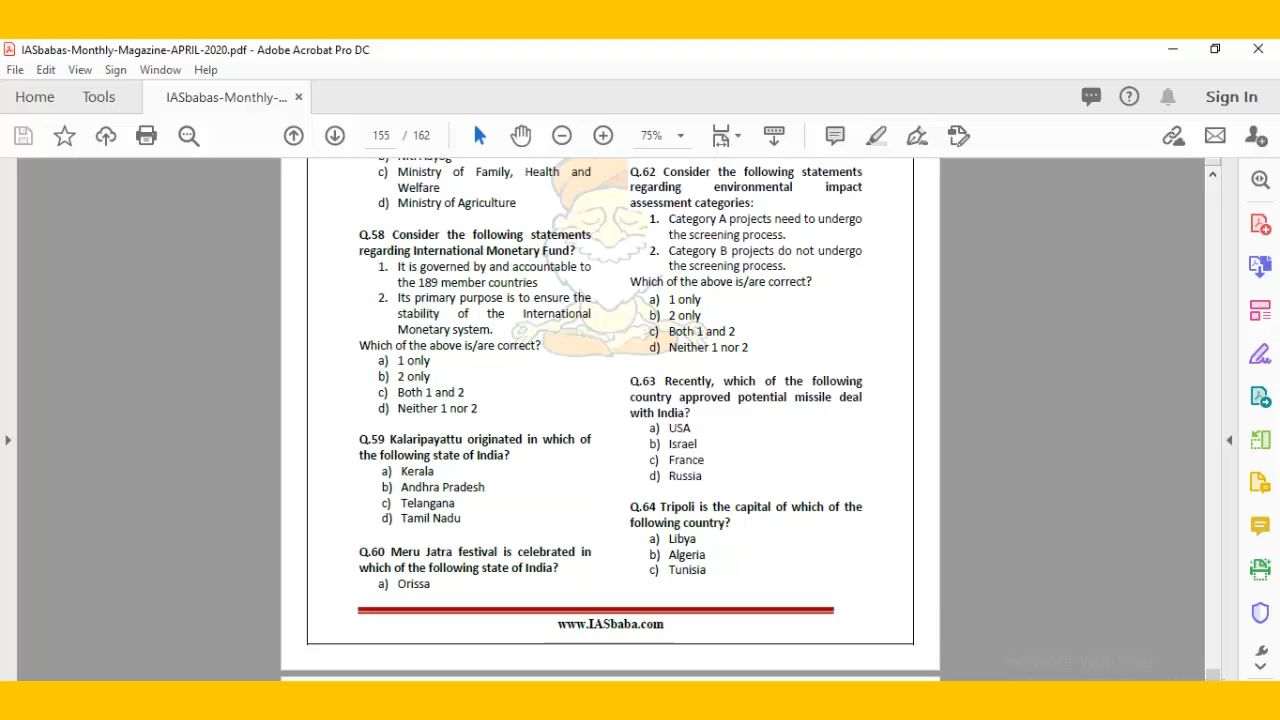 IASbabas-Monthly-Magazine-APRIL-2020.pdf - Adobe Acrobat Pro DC
File Edit View Sign Window Help
Home Tools IASbabas-Monthly-... × Sign In
155 / 162 75%
c) Ministry of Family, Health and
Welfare
d) Ministry of Agriculture
Q.58 Consider the following statements
regarding International Monetary Fund?
1. It is governed by and accountable to
the 189 member countries
2. Its primary purpose is to ensure the
stability of the International
Monetary system.
Which of the above is/are correct?
a) 1 only
b) 2 only
c) Both 1 and 2
d) Neither 1 nor 2
Q.59 Kalaripayattu originated in which of
the following state of India?
a) Kerala
b) Andhra Pradesh
c) Telangana
d) Tamil Nadu
Q.60 Meru Jatra festival is celebrated in
which of the following state of India?
a) Orissa
Q.62 Consider the following statements
regarding environmental impact
assessment categories:
1. Category A projects need to undergo
the screening process.
2. Category B projects do not undergo
the screening process.
Which of the above is/are correct?
a) 1 only
b) 2 only
c) Both 1 and 2
d) Neither 1 nor 2
Q.63 Recently, which of the following
country approved potential missile deal
with India?
a) USA
b) Israel
c) France
d) Russia
Q.64 Tripoli is the capital of which of the
following country?
a) Libya
b) Algeria
c) Tunisia
www.IASbaba.com